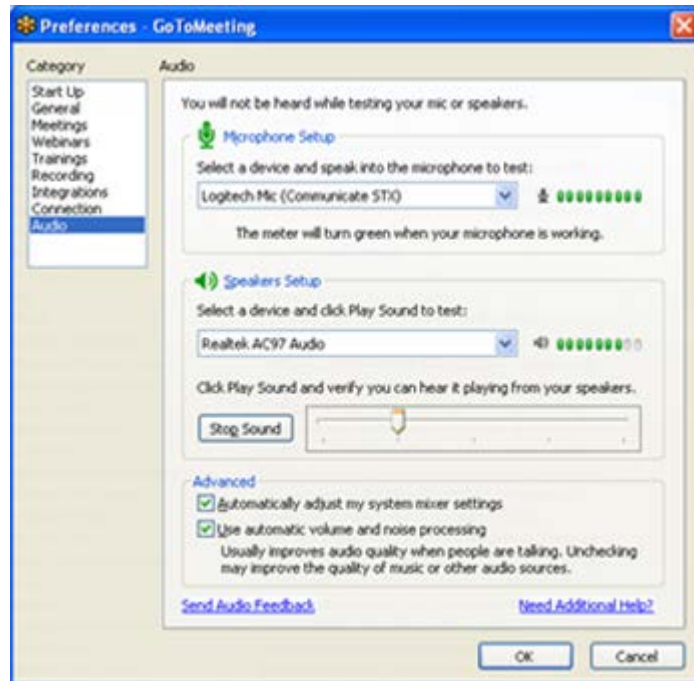 Preferences - GoToMeeting
Category
Start Up
General
Meetings
Webinars
Trainings
Recording
Integrations
Connection
Audio
Audio
You will not be heard while testing your mic or speakers.
Microphone Setup
Select a device and speak into the microphone to test:
Logitech Mic (Communicate STX)
The meter will turn green when your microphone is working.
Speakers Setup
Select a device and click Play Sound to test:
Realtek AC97 Audio
Click Play Sound and verify you can hear it playing from your speakers.
Stop Sound
Advanced
Automatically adjust my system mixer settings
Use automatic volume and noise processing
Usually improves audio quality when people are talking. Unchecking
may improve the quality of music or other audio sources.
Send Audio Feedback
Need Additional Help?
OK
Cancel